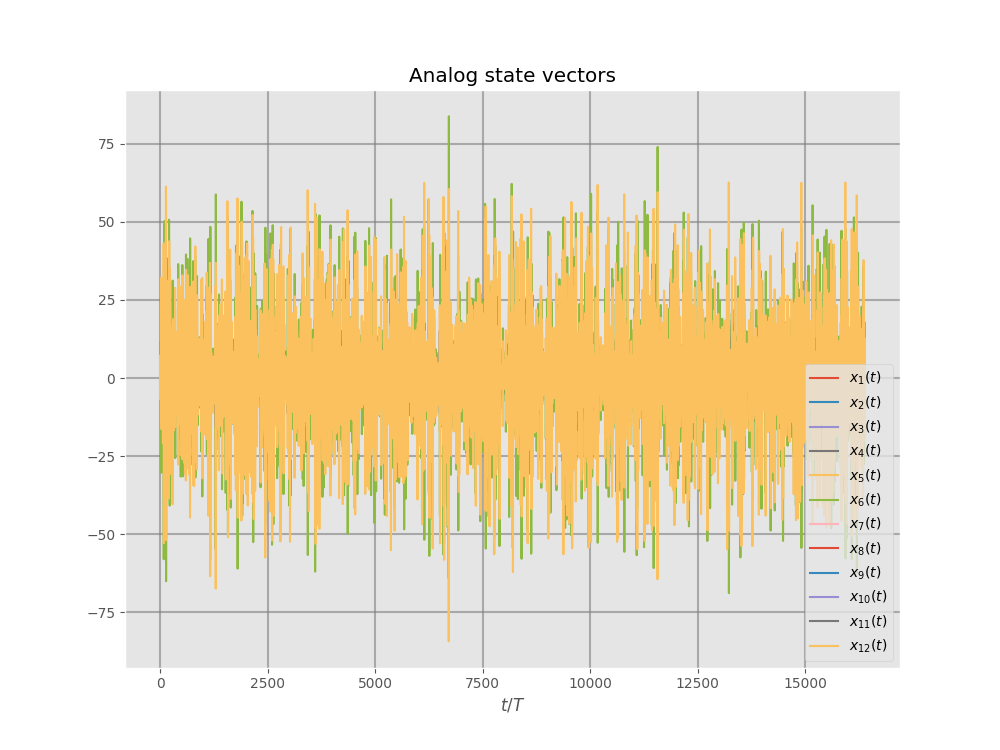 Analog state vectors
75
50
25
0
−25
−50
−75
x₁(t)
x₂(t)
x₃(t)
x₄(t)
x₅(t)
x₆(t)
x₇(t)
x₈(t)
x₉(t)
x₁₀(t)
x₁₁(t)
x₁₂(t)
0 2500 5000 7500 10000 12500 15000
t/T